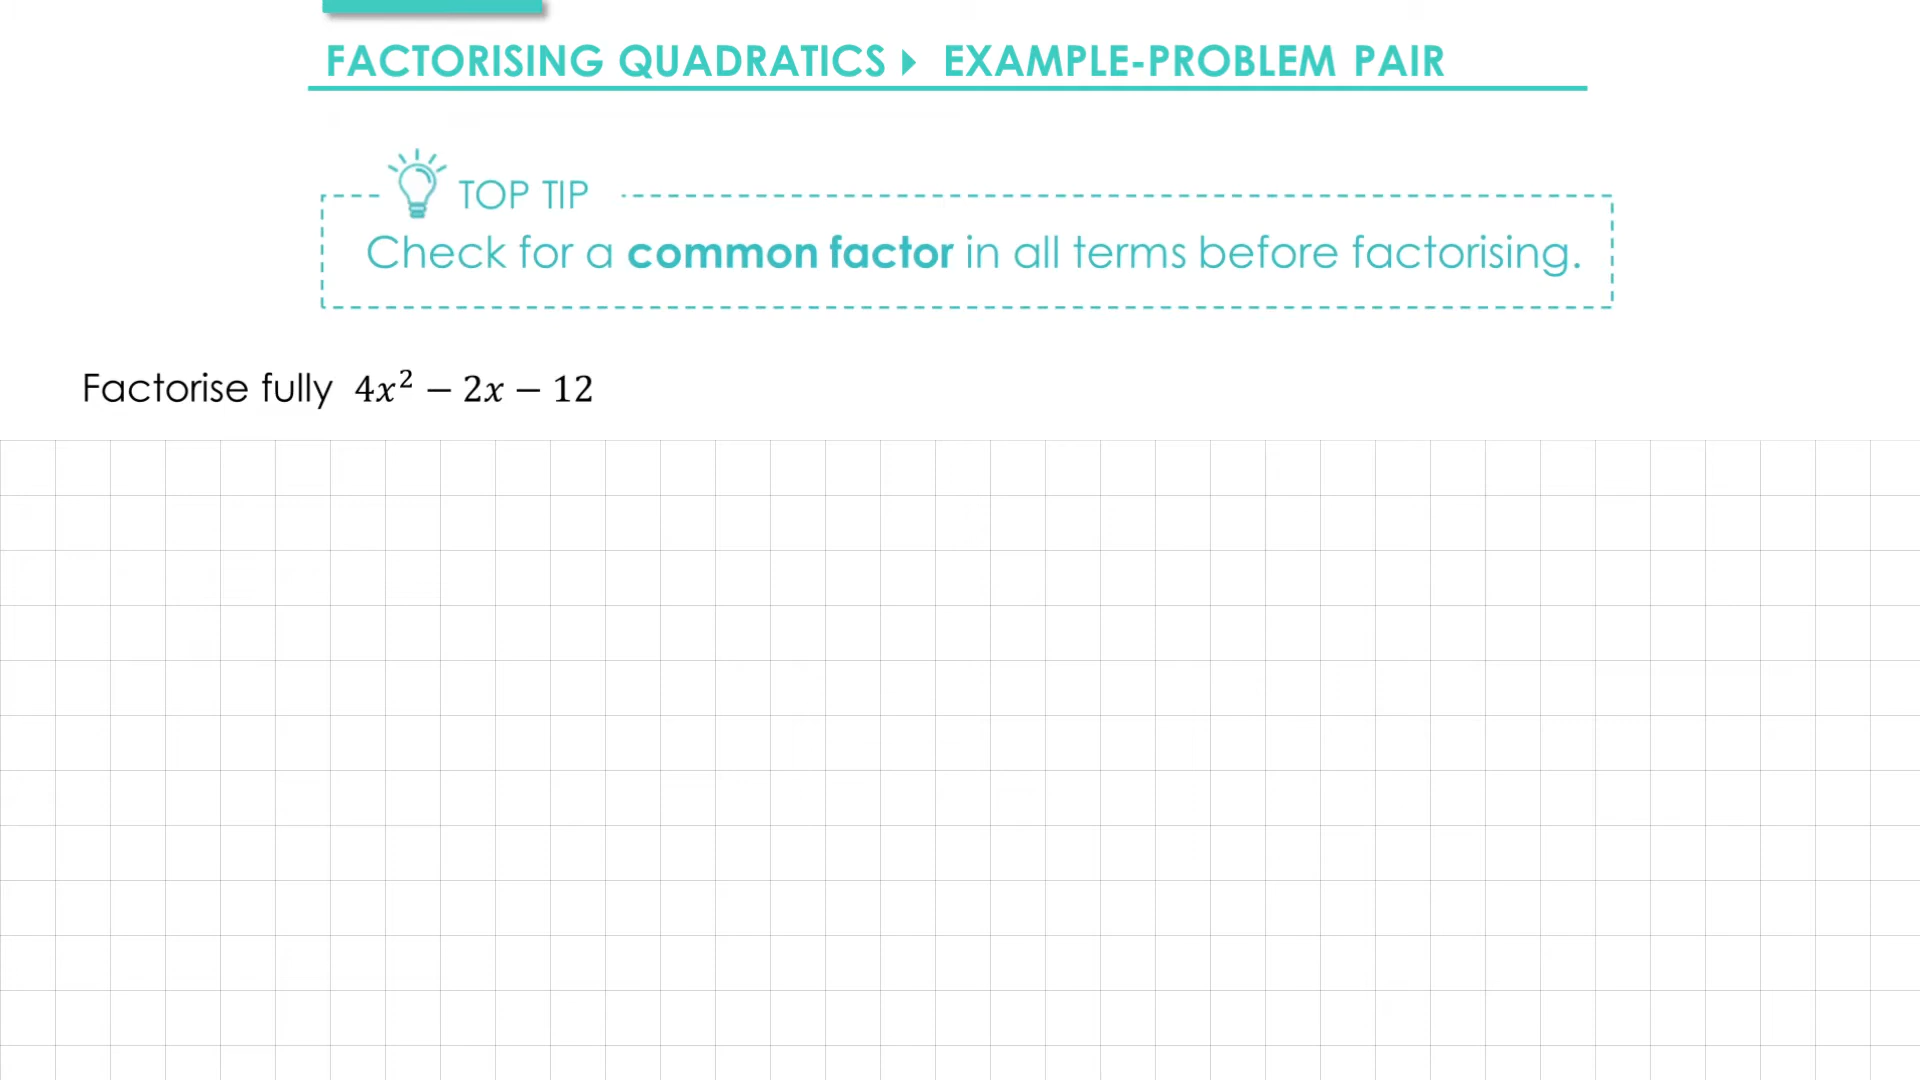 FACTORISING QUADRATICS ▶ EXAMPLE-PROBLEM PAIR
TOP TIP
Check for a common factor in all terms before factorising.
Factorise fully 4x² − 2x − 12